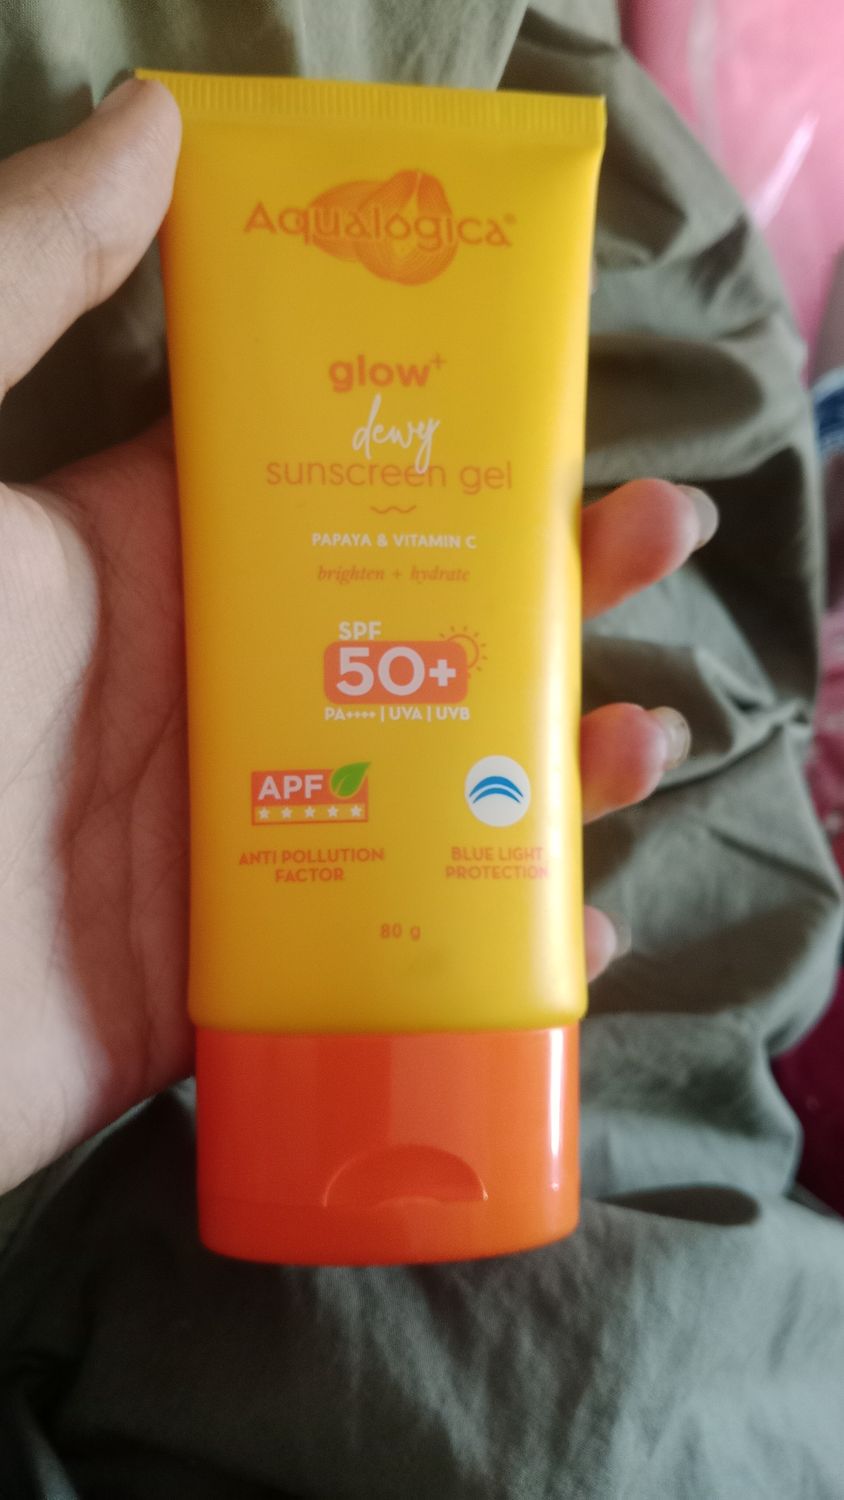 Aqualogica®
glow+
dewy
sunscreen gel
PAPAYA & VITAMIN C
brighten + hydrate
SPF
50+
PA++++ | UVA | UVB
APF
ANTI POLLUTION
FACTOR
BLUE LIGHT
PROTECTION
80 g